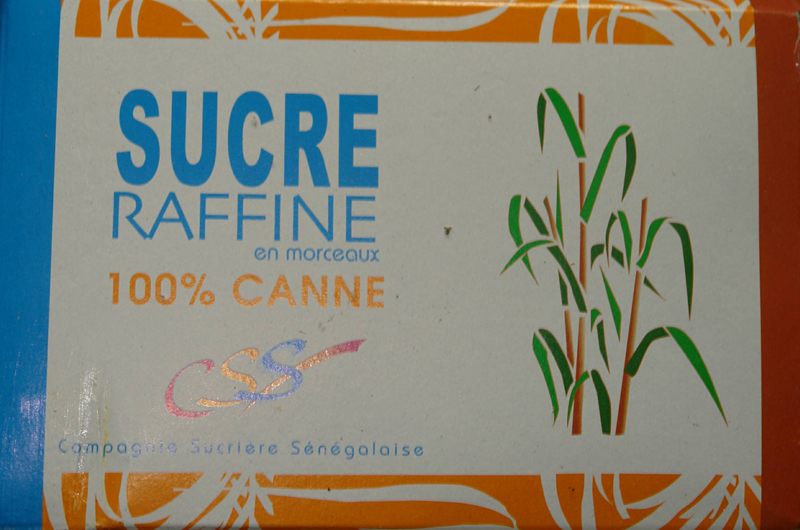 SUCRE
RAFFINE
en morceaux
100% CANNE
CSS
Compagnie Sucrière Sénégalaise